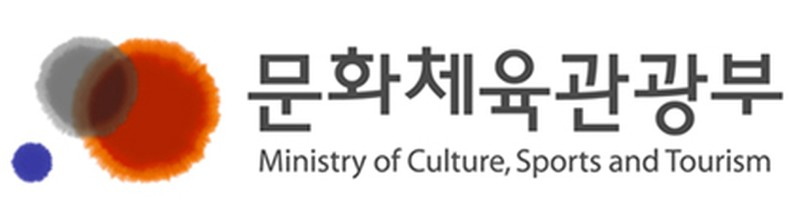 문화체육관광부
Ministry of Culture, Sports and Tourism